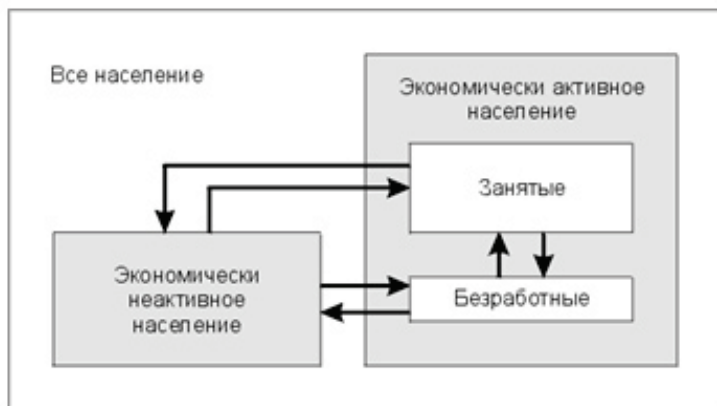 Все население
Экономически активное
население
Занятые
Экономически
неактивное
население
Безработные